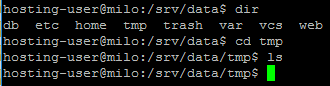 hosting-user@milo:/srv/data$ dir
db  etc  home  tmp  trash  var  vcs  web
hosting-user@milo:/srv/data$ cd tmp
hosting-user@milo:/srv/data/tmp$ ls
hosting-user@milo:/srv/data/tmp$